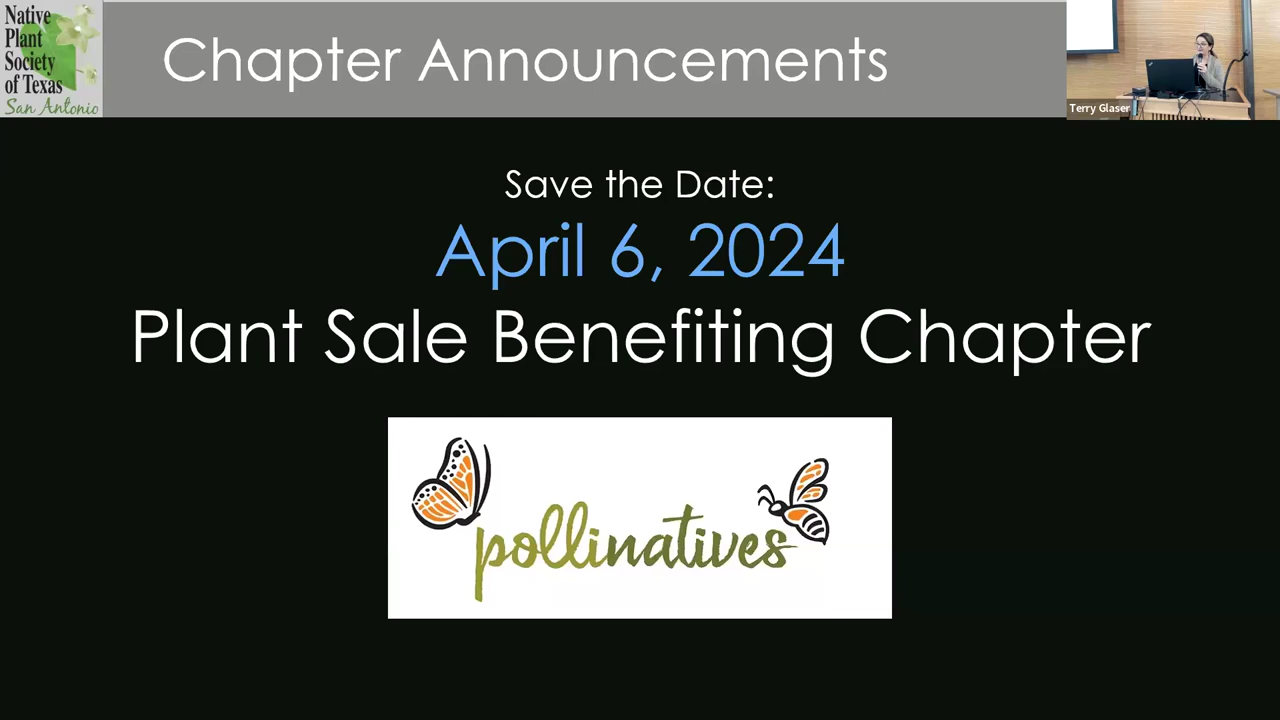 Native
Plant
Society
of Texas
San Antonio
Chapter Announcements
Terry Glaser
Save the Date:
April 6, 2024
Plant Sale Benefiting Chapter
pollinatives